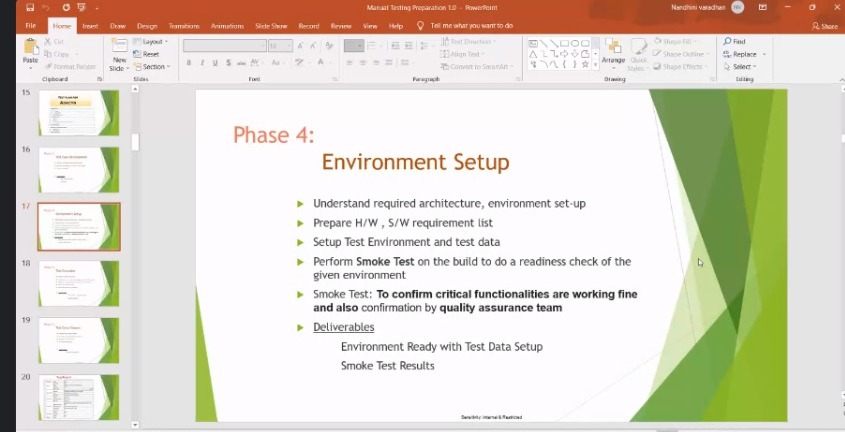 Manual Testing Preparation 1.0 - PowerPoint
Nandhini varadhan
NV
File Home Insert Draw Design Transitions Animations Slide Show Record Review View Help Tell me what you want to do
Share
Cut
Copy
Format Painter
Paste
Clipboard
New
Slide
Layout
Reset
Section
Slides
Font
Text Direction
Align Text
Convert to SmartArt
Paragraph
Arrange
Quick
Styles
Shape Fill
Shape Outline
Shape Effects
Drawing
Find
Replace
Select
Editing
15
16
17
18
19
20
Phase 4:
Environment Setup
Understand required architecture, environment set-up
Prepare H/W , S/W requirement list
Setup Test Environment and test data
Perform Smoke Test on the build to do a readiness check of the
given environment
Smoke Test: To confirm critical functionalities are working fine
and also confirmation by quality assurance team
Deliverables
Environment Ready with Test Data Setup
Smoke Test Results
Sensitivity: Internal & Restricted